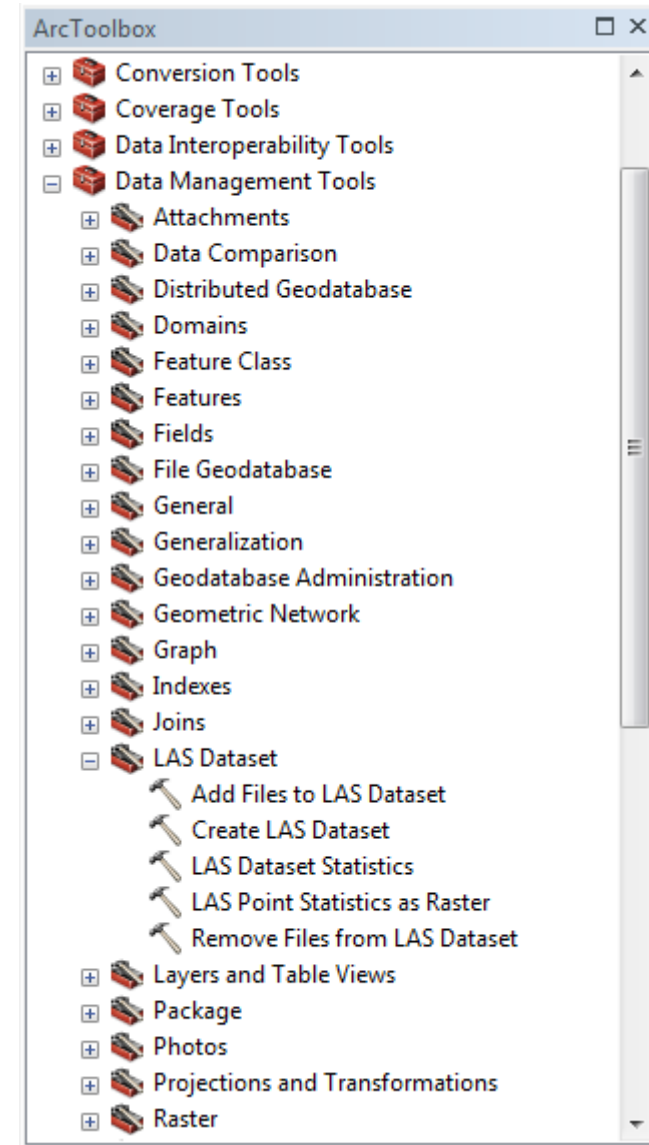 ArcToolbox
Conversion Tools
Coverage Tools
Data Interoperability Tools
Data Management Tools
Attachments
Data Comparison
Distributed Geodatabase
Domains
Feature Class
Features
Fields
File Geodatabase
General
Generalization
Geodatabase Administration
Geometric Network
Graph
Indexes
Joins
LAS Dataset
Add Files to LAS Dataset
Create LAS Dataset
LAS Dataset Statistics
LAS Point Statistics as Raster
Remove Files from LAS Dataset
Layers and Table Views
Package
Photos
Projections and Transformations
Raster